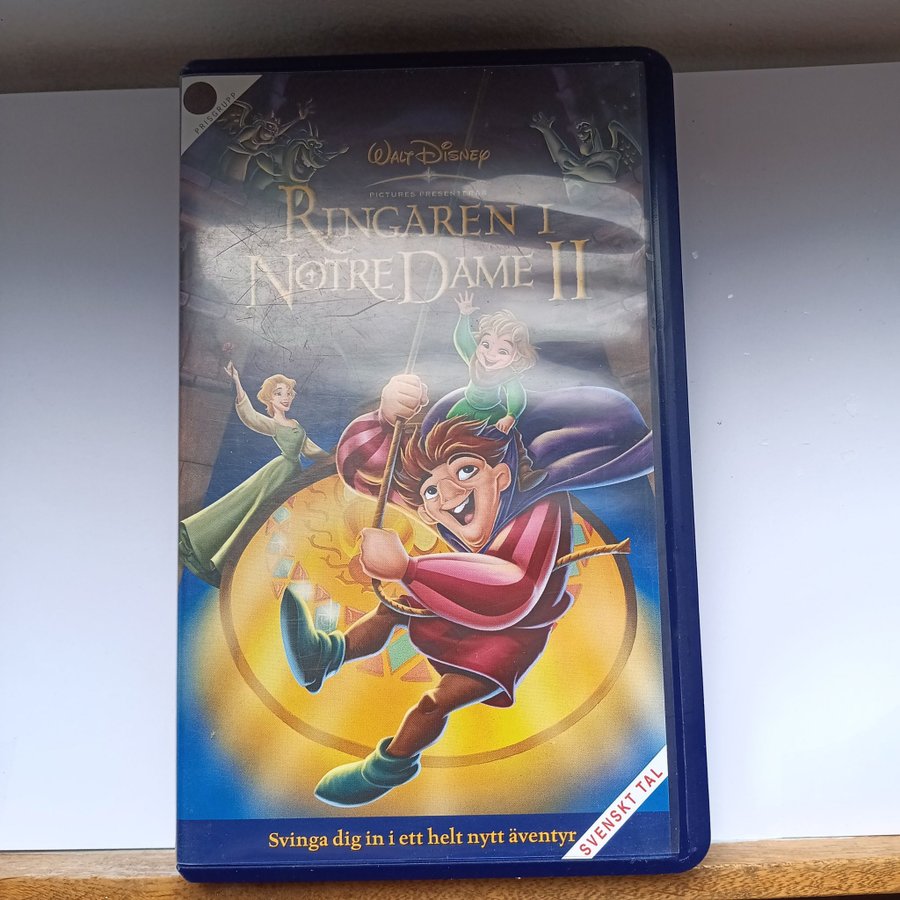 PRISGRUPP
WALT DISNEY
PICTURES PRESENTERAR
RINGAREN I
NOTRE DAME II
Svinga dig in i ett helt nytt äventyr
SVENSKT TAL